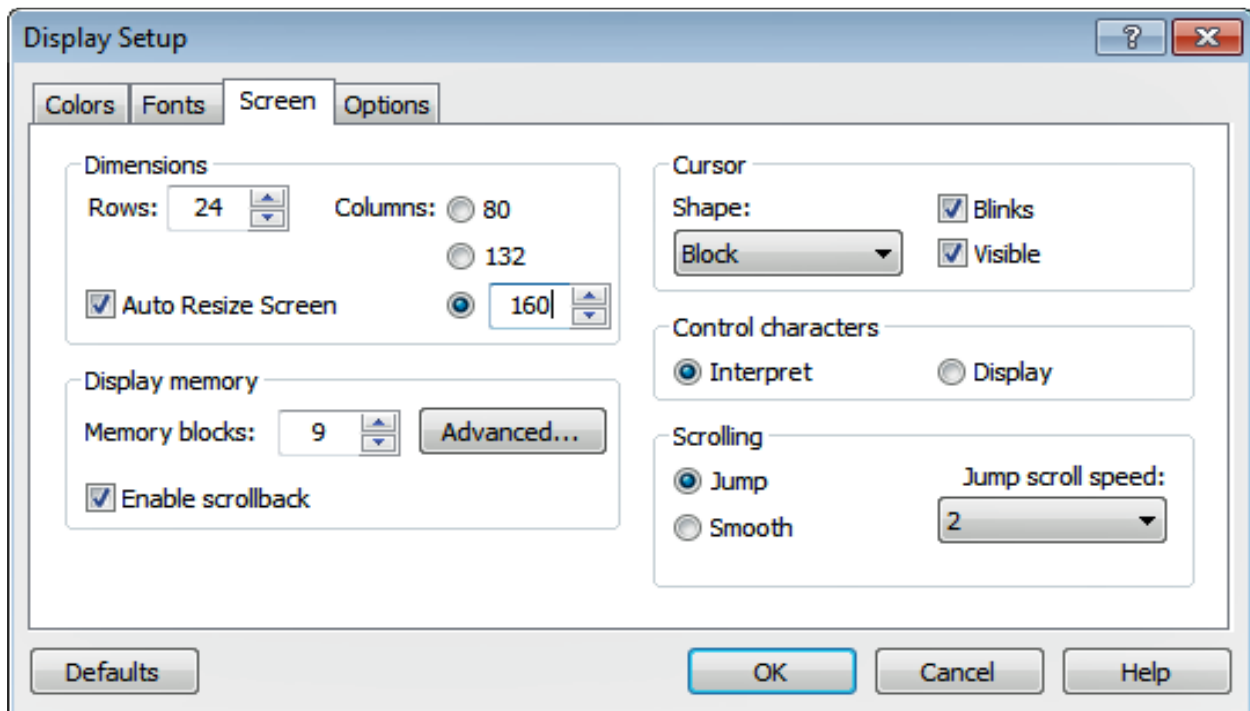 Display Setup
Colors Fonts Screen Options
Dimensions
Rows: 24 Columns: 80
132
Auto Resize Screen 160
Display memory
Memory blocks: 9 Advanced...
Enable scrollback
Cursor
Shape: Blinks
Block Visible
Control characters
Interpret Display
Scrolling
Jump Jump scroll speed:
Smooth 2
Defaults OK Cancel Help